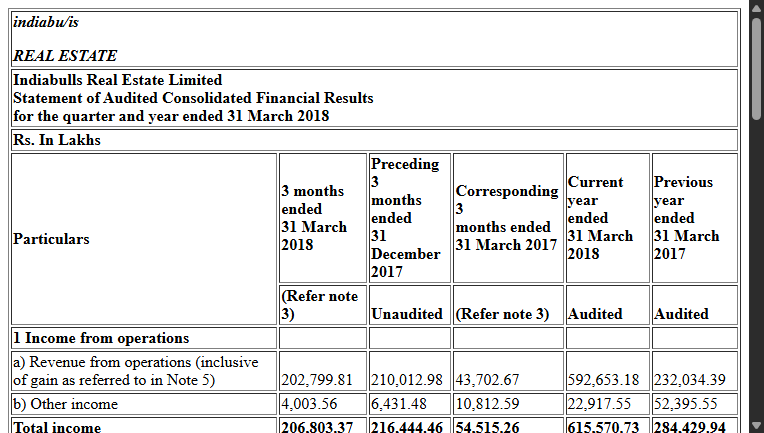 indiabu/is
REAL ESTATE
Indiabulls Real Estate Limited
Statement of Audited Consolidated Financial Results
for the quarter and year ended 31 March 2018
Rs. In Lakhs
Particulars
3 months
ended
31 March
2018
Preceding
3
months
ended
31
December
2017
Corresponding
3
months ended
31 March 2017
Current
year
ended
31 March
2018
Previous
year
ended
31 March
2017
(Refer note
3)
Unaudited
(Refer note 3)
Audited
Audited
1 Income from operations
a) Revenue from operations (inclusive
of gain as referred to in Note 5) 202,799.81 210,012.98 43,702.67 592,653.18 232,034.39
b) Other income 4,003.56 6,431.48 10,812.59 22,917.55 52,395.55
Total income 206,803.37 216,444.46 54,515.26 615,570.73 284,429.94